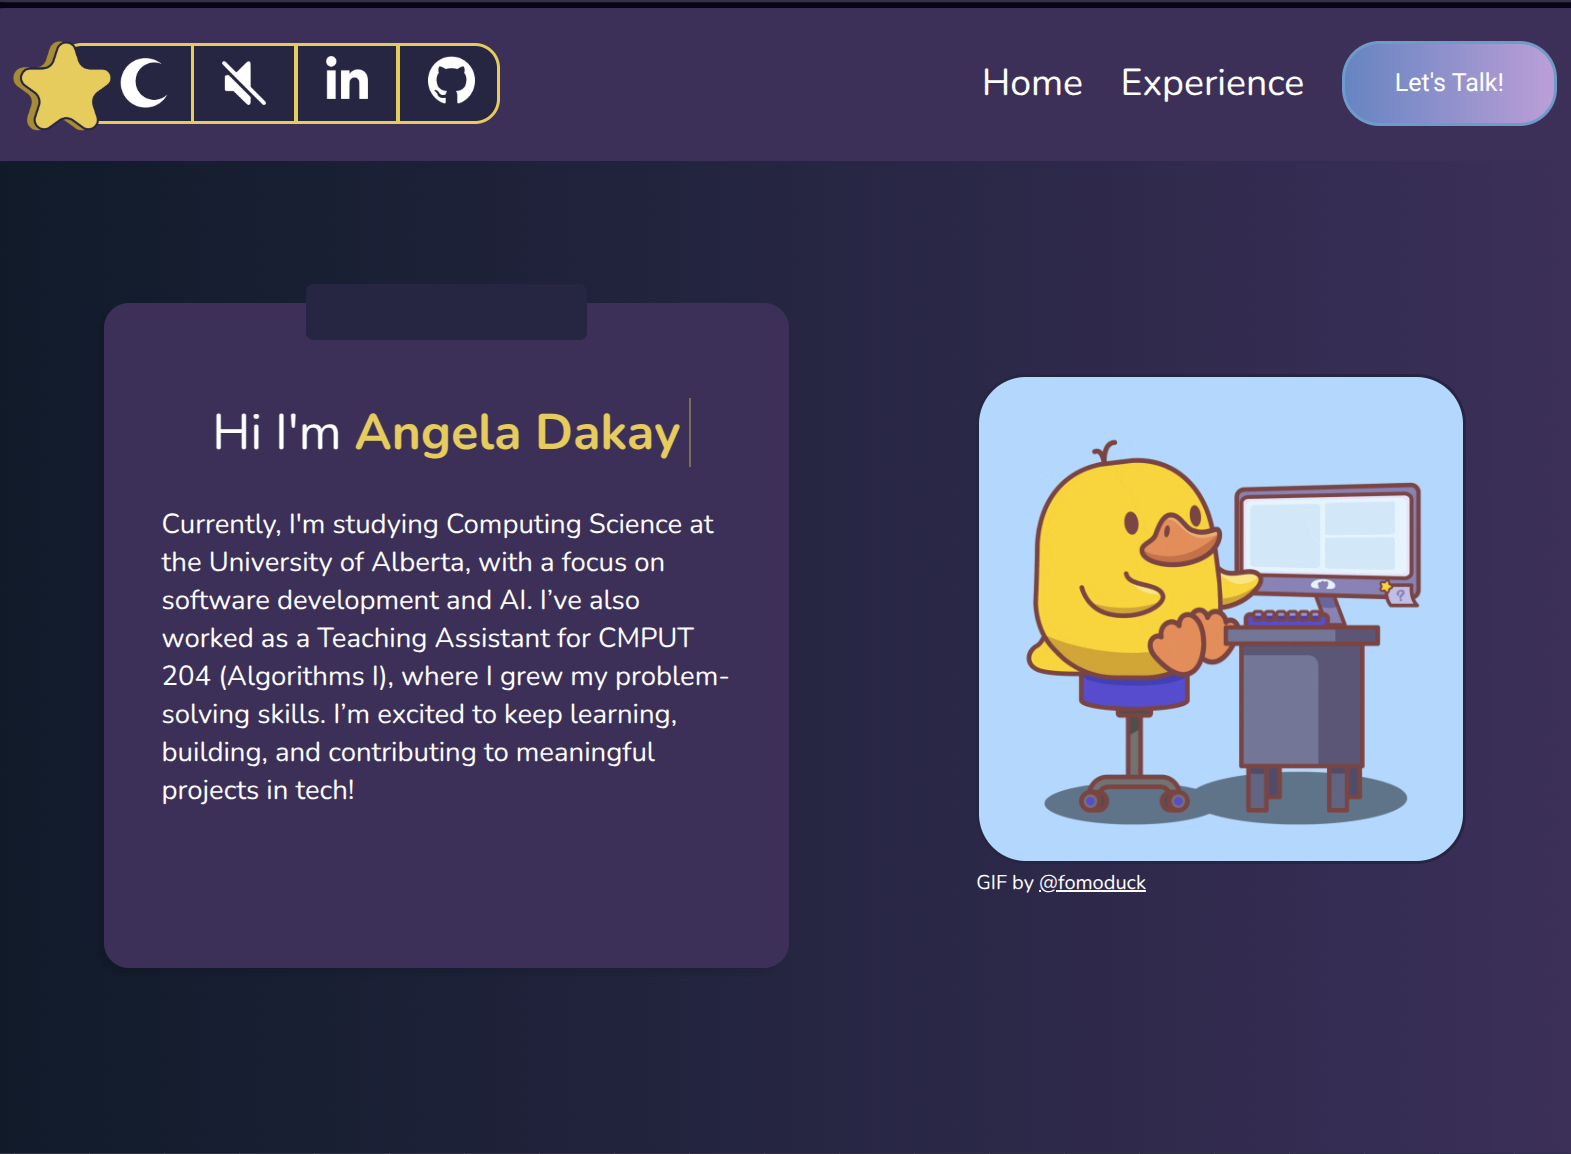 in
Home
Experience
Let's Talk!
Hi I'm Angela Dakay
Currently, I'm studying Computing Science at
the University of Alberta, with a focus on
software development and AI. I’ve also
worked as a Teaching Assistant for CMPUT
204 (Algorithms I), where I grew my problem-
solving skills. I’m excited to keep learning,
building, and contributing to meaningful
projects in tech!
?
GIF by @fomoduck